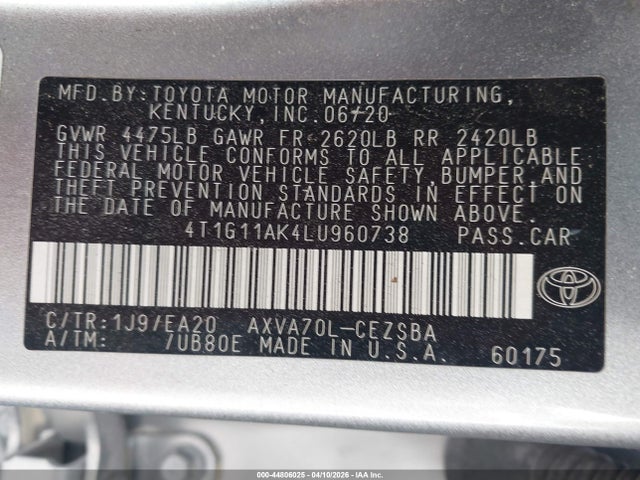 MFD.BY:TOYOTA MOTOR MANUFACTURING,
KENTUCKY, INC. 06/20
GVWR 4475LB GAWR FR 2620LB RR 2420LB
THIS VEHICLE CONFORMS TO ALL APPLICABLE
FEDERAL MOTOR VEHICLE SAFETY, BUMPER, AND
THEFT PREVENTION STANDARDS IN EFFECT ON
THE DATE OF MANUFACTURE SHOWN ABOVE.
4T1G11AK4LU960738 PASS.CAR
C/TR:1J9/EA20 AXVA70L-CEZSBA
A/TM: 7UB80E MADE IN U.S.A. 60175
000-44806025 - 04/10/2026 - IAA Inc.